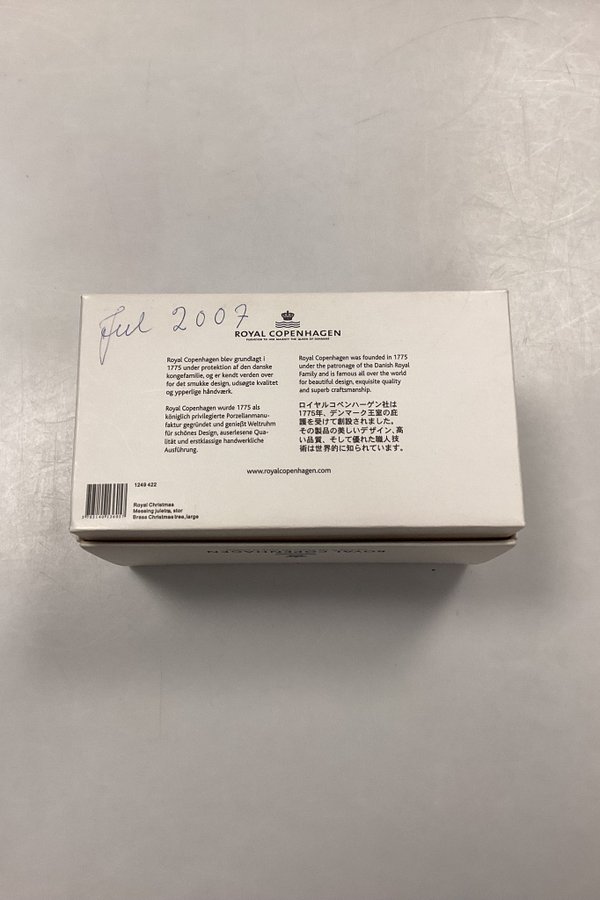 Jul 2007
ROYAL COPENHAGEN
PURVEYOR TO HER MAJESTY THE QUEEN OF DENMARK
Royal Copenhagen blev grundlagt i
1775 under protektion af den danske
kongefamilie, og er kendt verden over
for det smukke design, udsøgte kvalitet
og ypperlige håndværk.
Royal Copenhagen wurde 1775 als
königlich privilegierte Porzellanmanu-
faktur gegründet und genießt Weltruhm
für schönes Design, auserlesene Qua-
lität und erstklassige handwerkliche
Ausführung.
Royal Copenhagen was founded in 1775
under the patronage of the Danish Royal
Family and is famous all over the world
for beautiful design, exquisite quality
and superb craftsmanship.
ロイヤルコペンハーゲン社は
1775年、デンマーク王室の庇
護を受けて創設されました。
その製品の美しいデザイン、高
い品質、そして優れた職人技
術は世界的に知られています。
www.royalcopenhagen.com
1249 422
Royal Christmas
Messing juletræ, stor
Brass Christmas tree, large
ROYAL COPENHAGEN